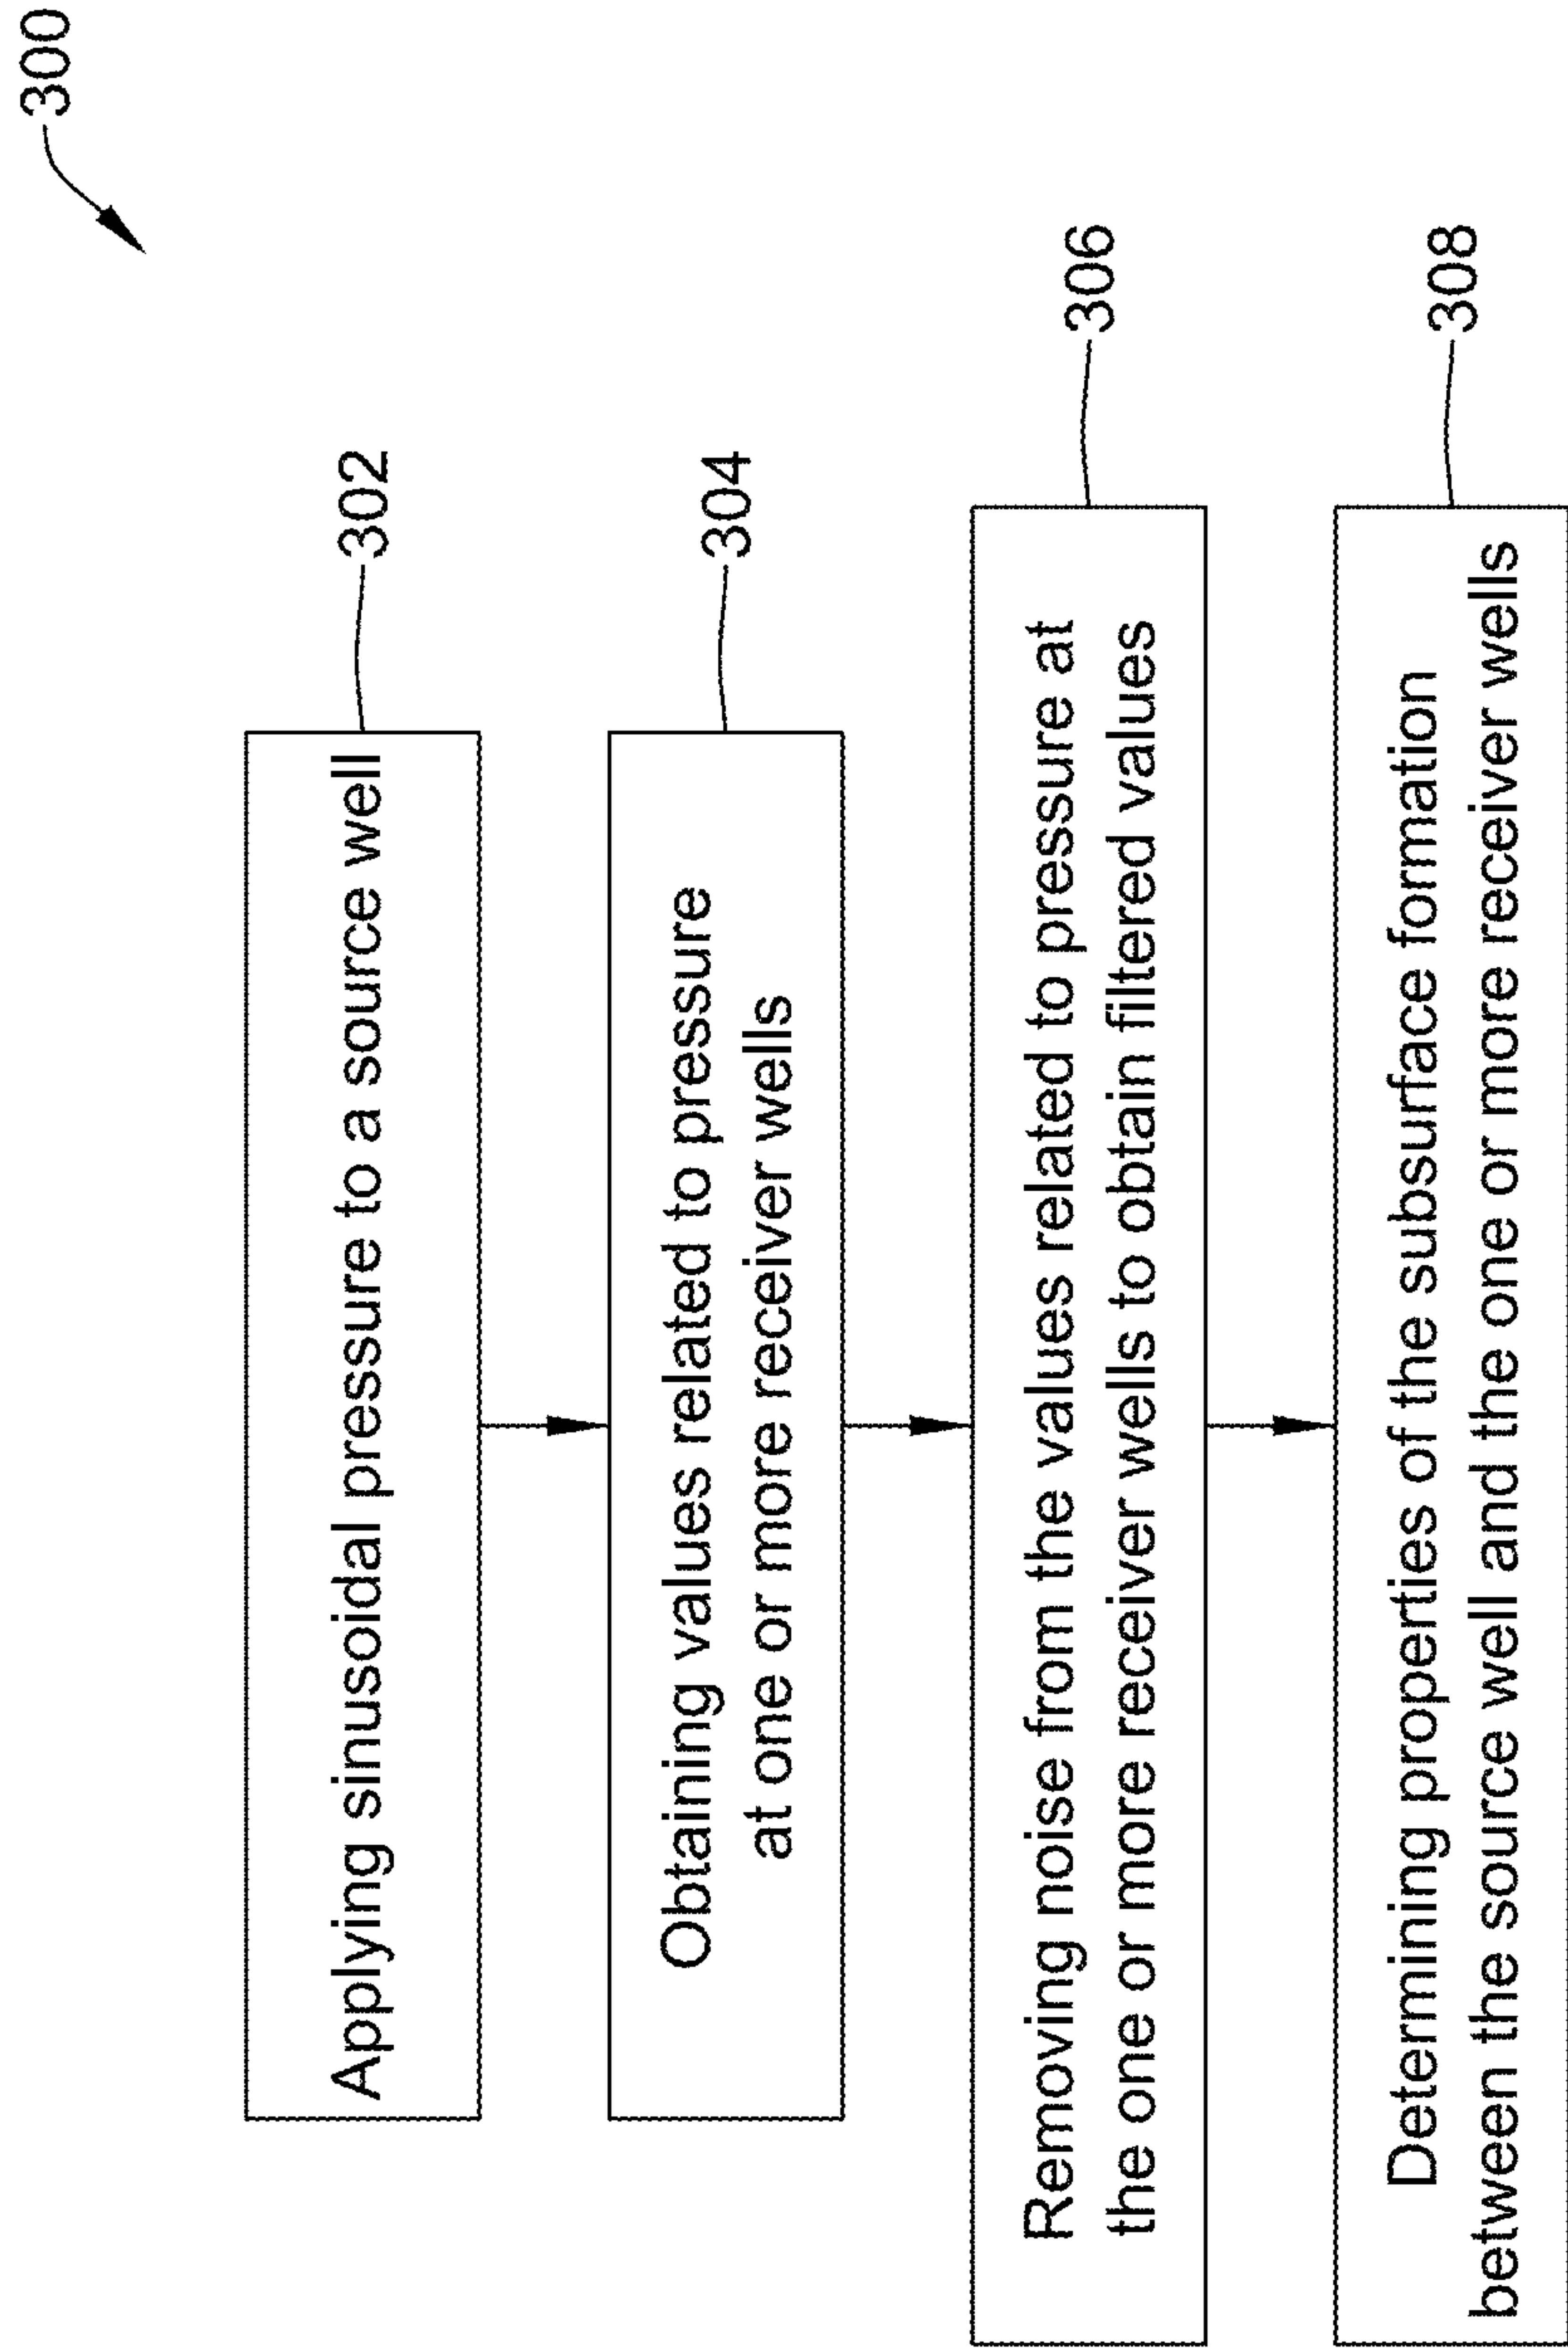 300
Applying sinusoidal pressure to a source well
302
Obtaining values related to pressure
at one or more receiver wells
304
Removing noise from the values related to pressure at
the one or more receiver wells to obtain filtered values
306
Determining properties of the subsurface formation
between the source well and the one or more receiver wells
308